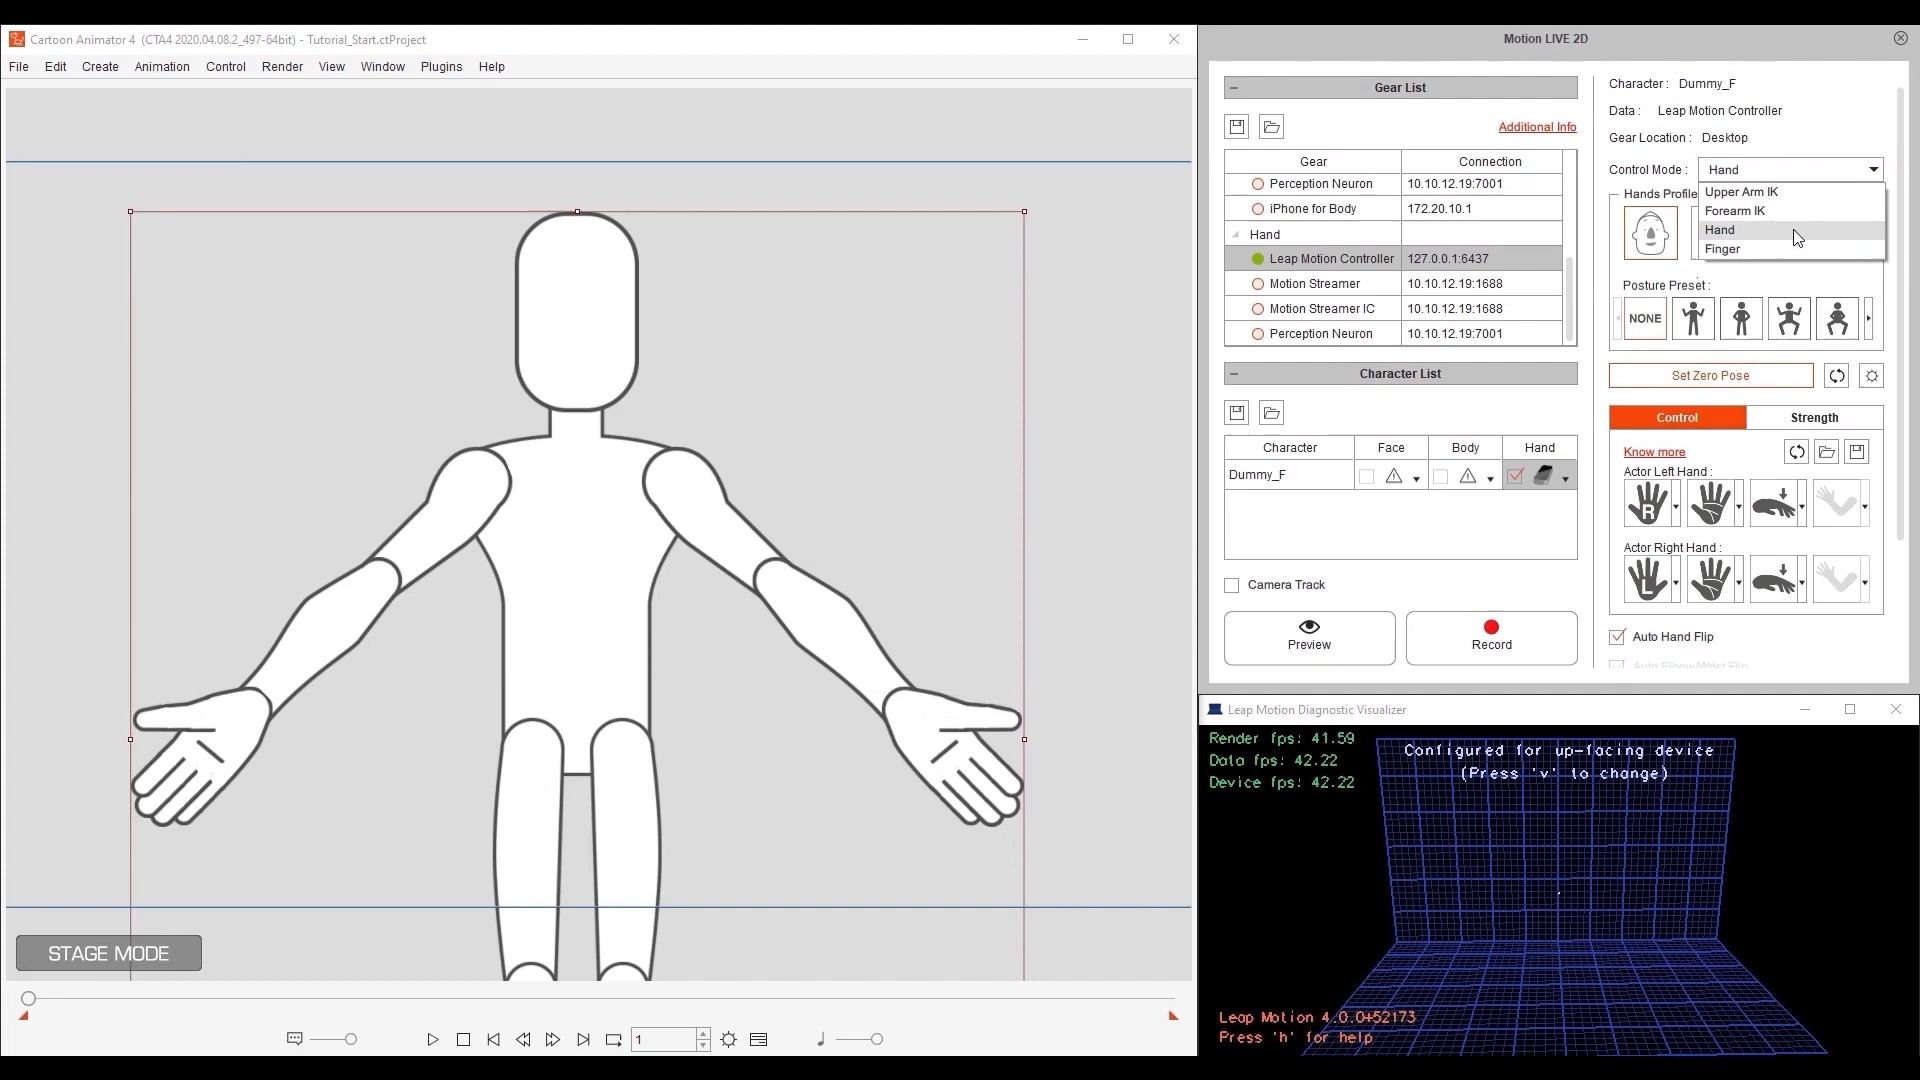 Cartoon Animator 4 (CTA4 2020.04.08.2_497-64bit) - Tutorial_Start.ctProject
File Edit Create Animation Control Render View Window Plugins Help
STAGE MODE
1
Motion LIVE 2D
Gear List
Additional Info
Gear Connection
Perception Neuron 10.10.12.19:7001
iPhone for Body 172.20.10.1
Hand
Leap Motion Controller 127.0.0.1:6437
Motion Streamer 10.10.12.19:1688
Motion Streamer IC 10.10.12.19:1688
Perception Neuron 10.10.12.19:7001
Character List
Character Face Body Hand
Dummy_F
Camera Track
Preview Record
Character : Dummy_F
Data : Leap Motion Controller
Gear Location : Desktop
Control Mode : Hand
Upper Arm IK
Forearm IK
Hand
Finger
Hands Profile
Posture Preset :
NONE
Set Zero Pose
Control Strength
Know more
Actor Left Hand :
R
Actor Right Hand :
L
Auto Hand Flip
Auto Elbow/Wrist Flip
Leap Motion Diagnostic Visualizer
Render fps: 41.59
Data fps: 42.22
Device fps: 42.22
Configured for up-facing device
(Press 'v' to change)
Leap Motion 4.0.0+52173
Press 'h' for help